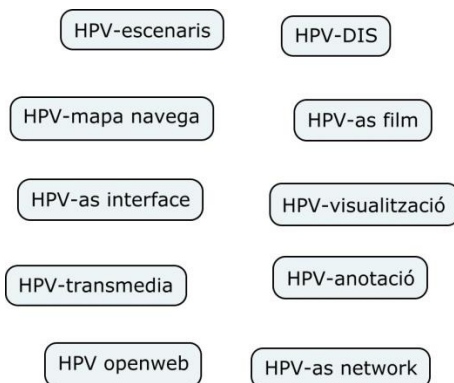 HPV-escenaris
HPV-DIS
HPV-mapa navega
HPV-as film
HPV-as interface
HPV-visualització
HPV-transmedia
HPV-anotació
HPV openweb
HPV-as network